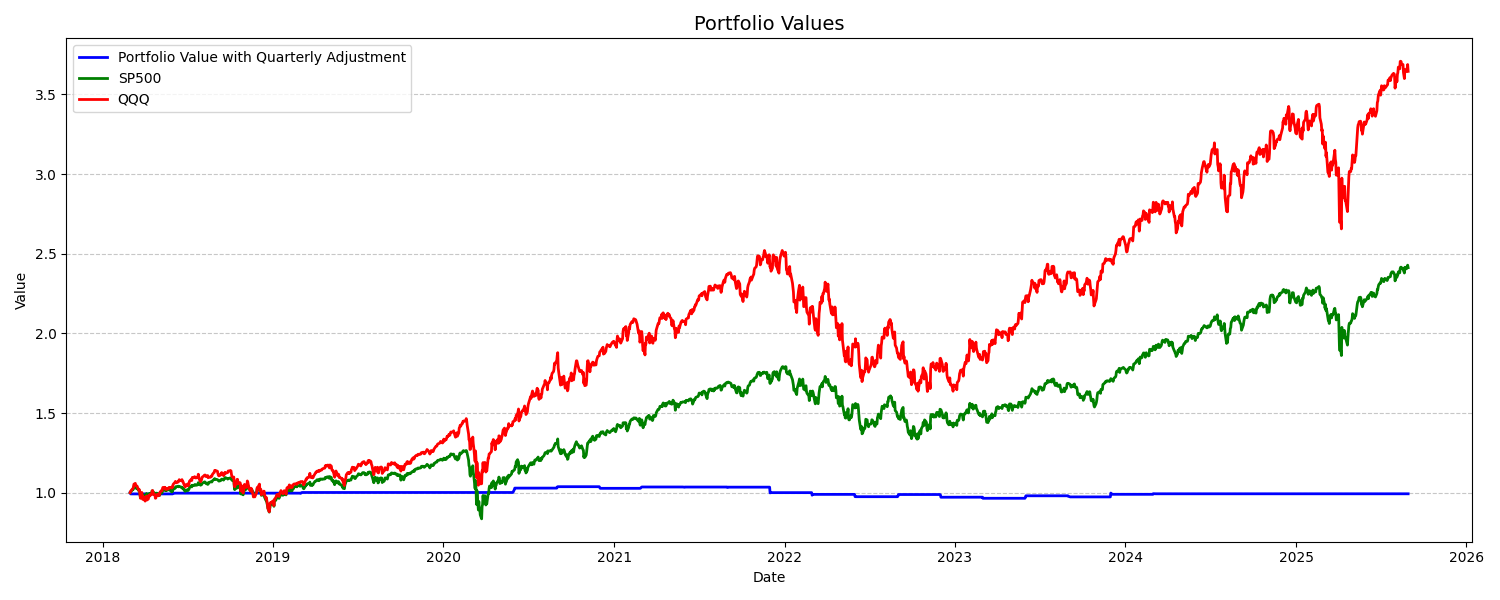 Portfolio Values
Portfolio Value with Quarterly Adjustment
SP500
QQQ
Value
3.5
3.0
2.5
2.0
1.5
1.0
2018 2019 2020 2021 2022 2023 2024 2025 2026
Date